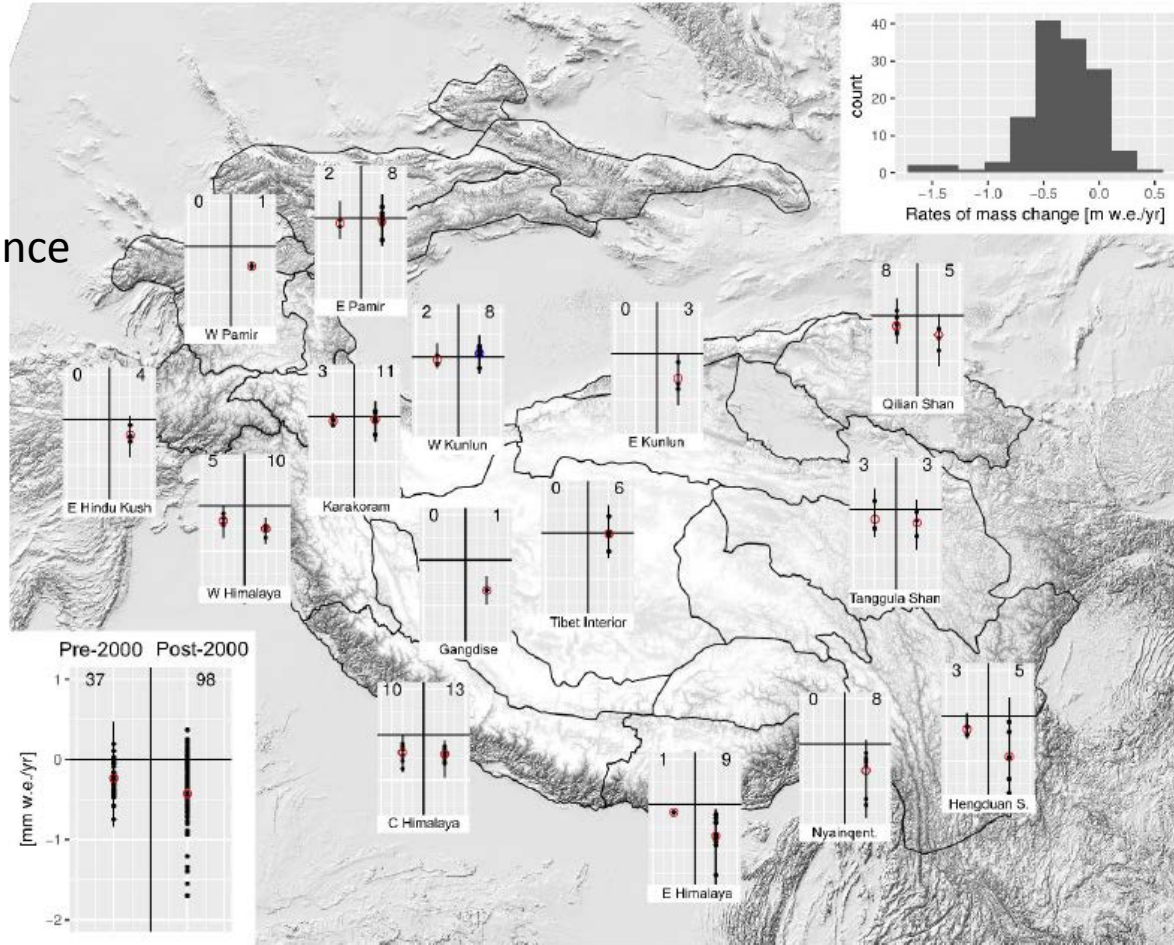 nce
40
30
20
10
0
count
−1.5 −1.0 −0.5 0.0 0.5
Rates of mass change [m w.e./yr]
0 1
W Pamir
2 8
E Pamir
2 8
W Kunlun
0 3
E Kunlun
8 5
Qilian Shan
0 4
E Hindu Kush
3 11
Karakoram
5 10
W Himalaya
0 1
Gangdise
0 6
Tibet Interior
3 3
Tanggula Shan
Pre-2000 Post-2000
37 98
1
0
−1
−2
[mm w.e./yr]
10 13
C Himalaya
1 9
E Himalaya
0 8
Nyainqent.
3 5
Hengduan S.